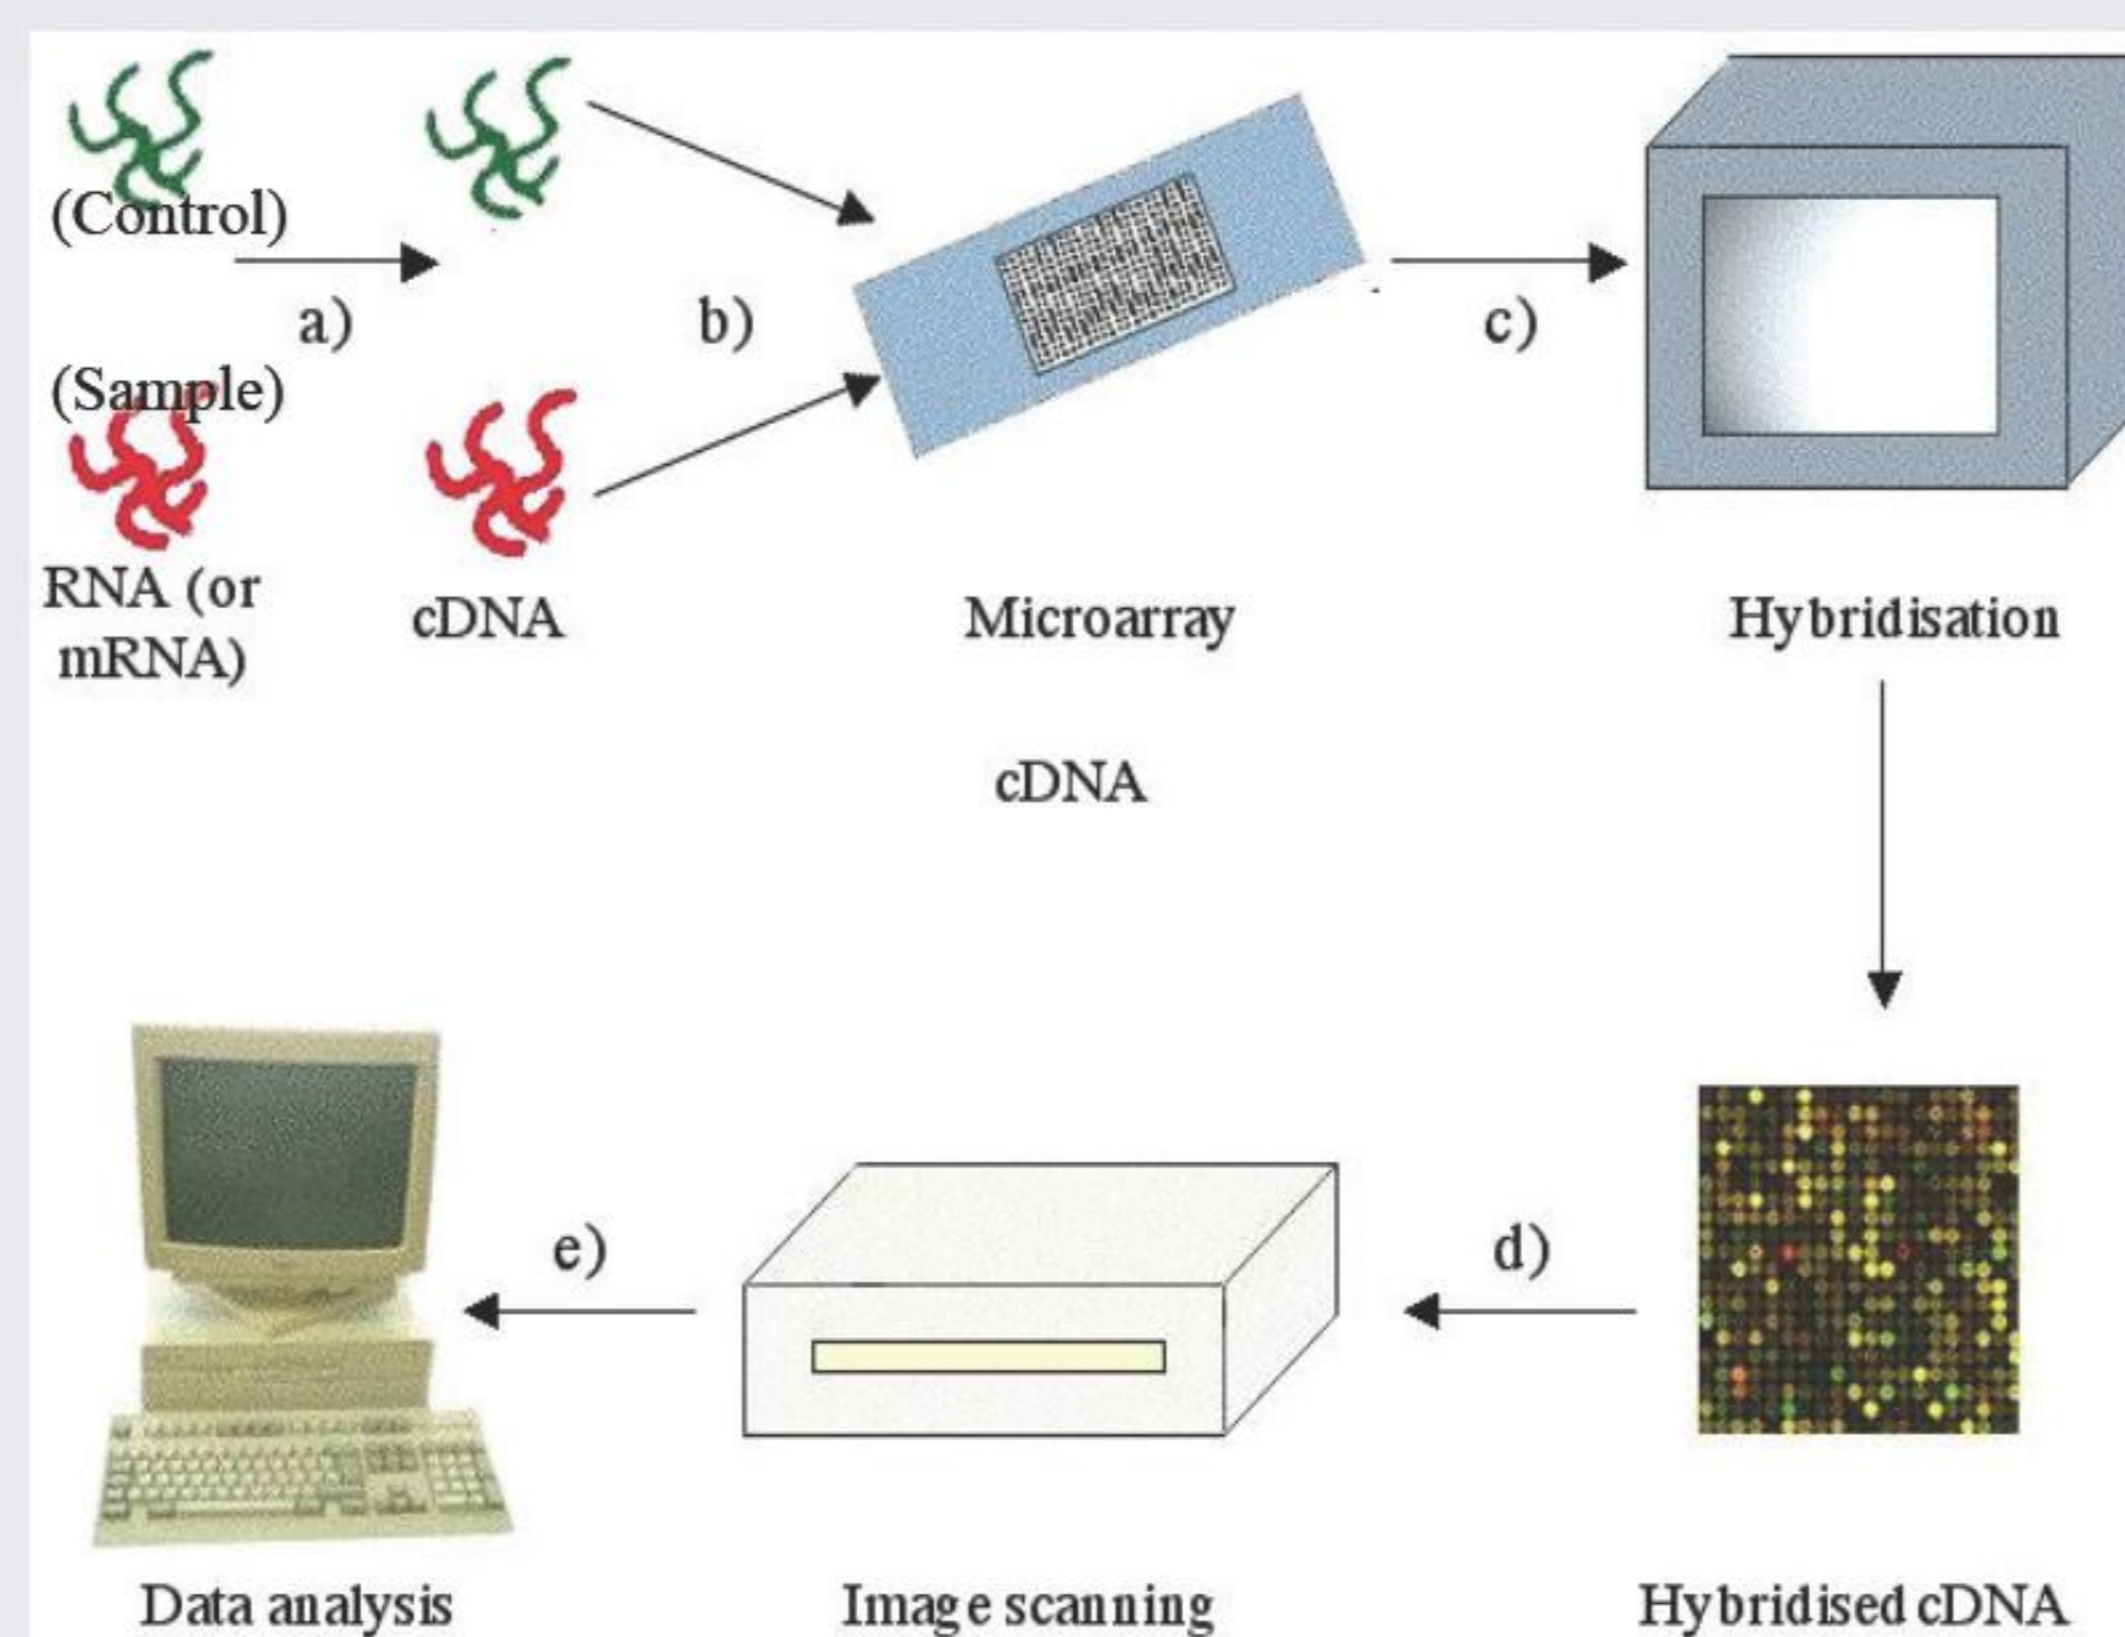 (Control)
a)
b)
c)
(Sample)
RNA (or
mRNA)
cDNA
Microarray
Hybridisation
cDNA
e)
d)
Data analysis
Image scanning
Hybridised cDNA